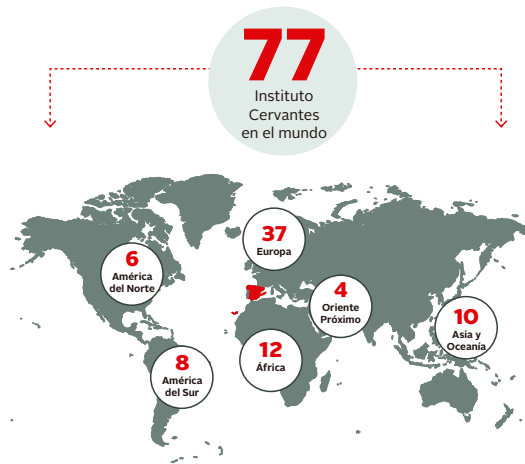 77
Instituto
Cervantes
en el mundo
37
Europa
6
América
del Norte
4
Oriente
Próximo
10
Asia y
Oceanía
12
África
8
América
del Sur